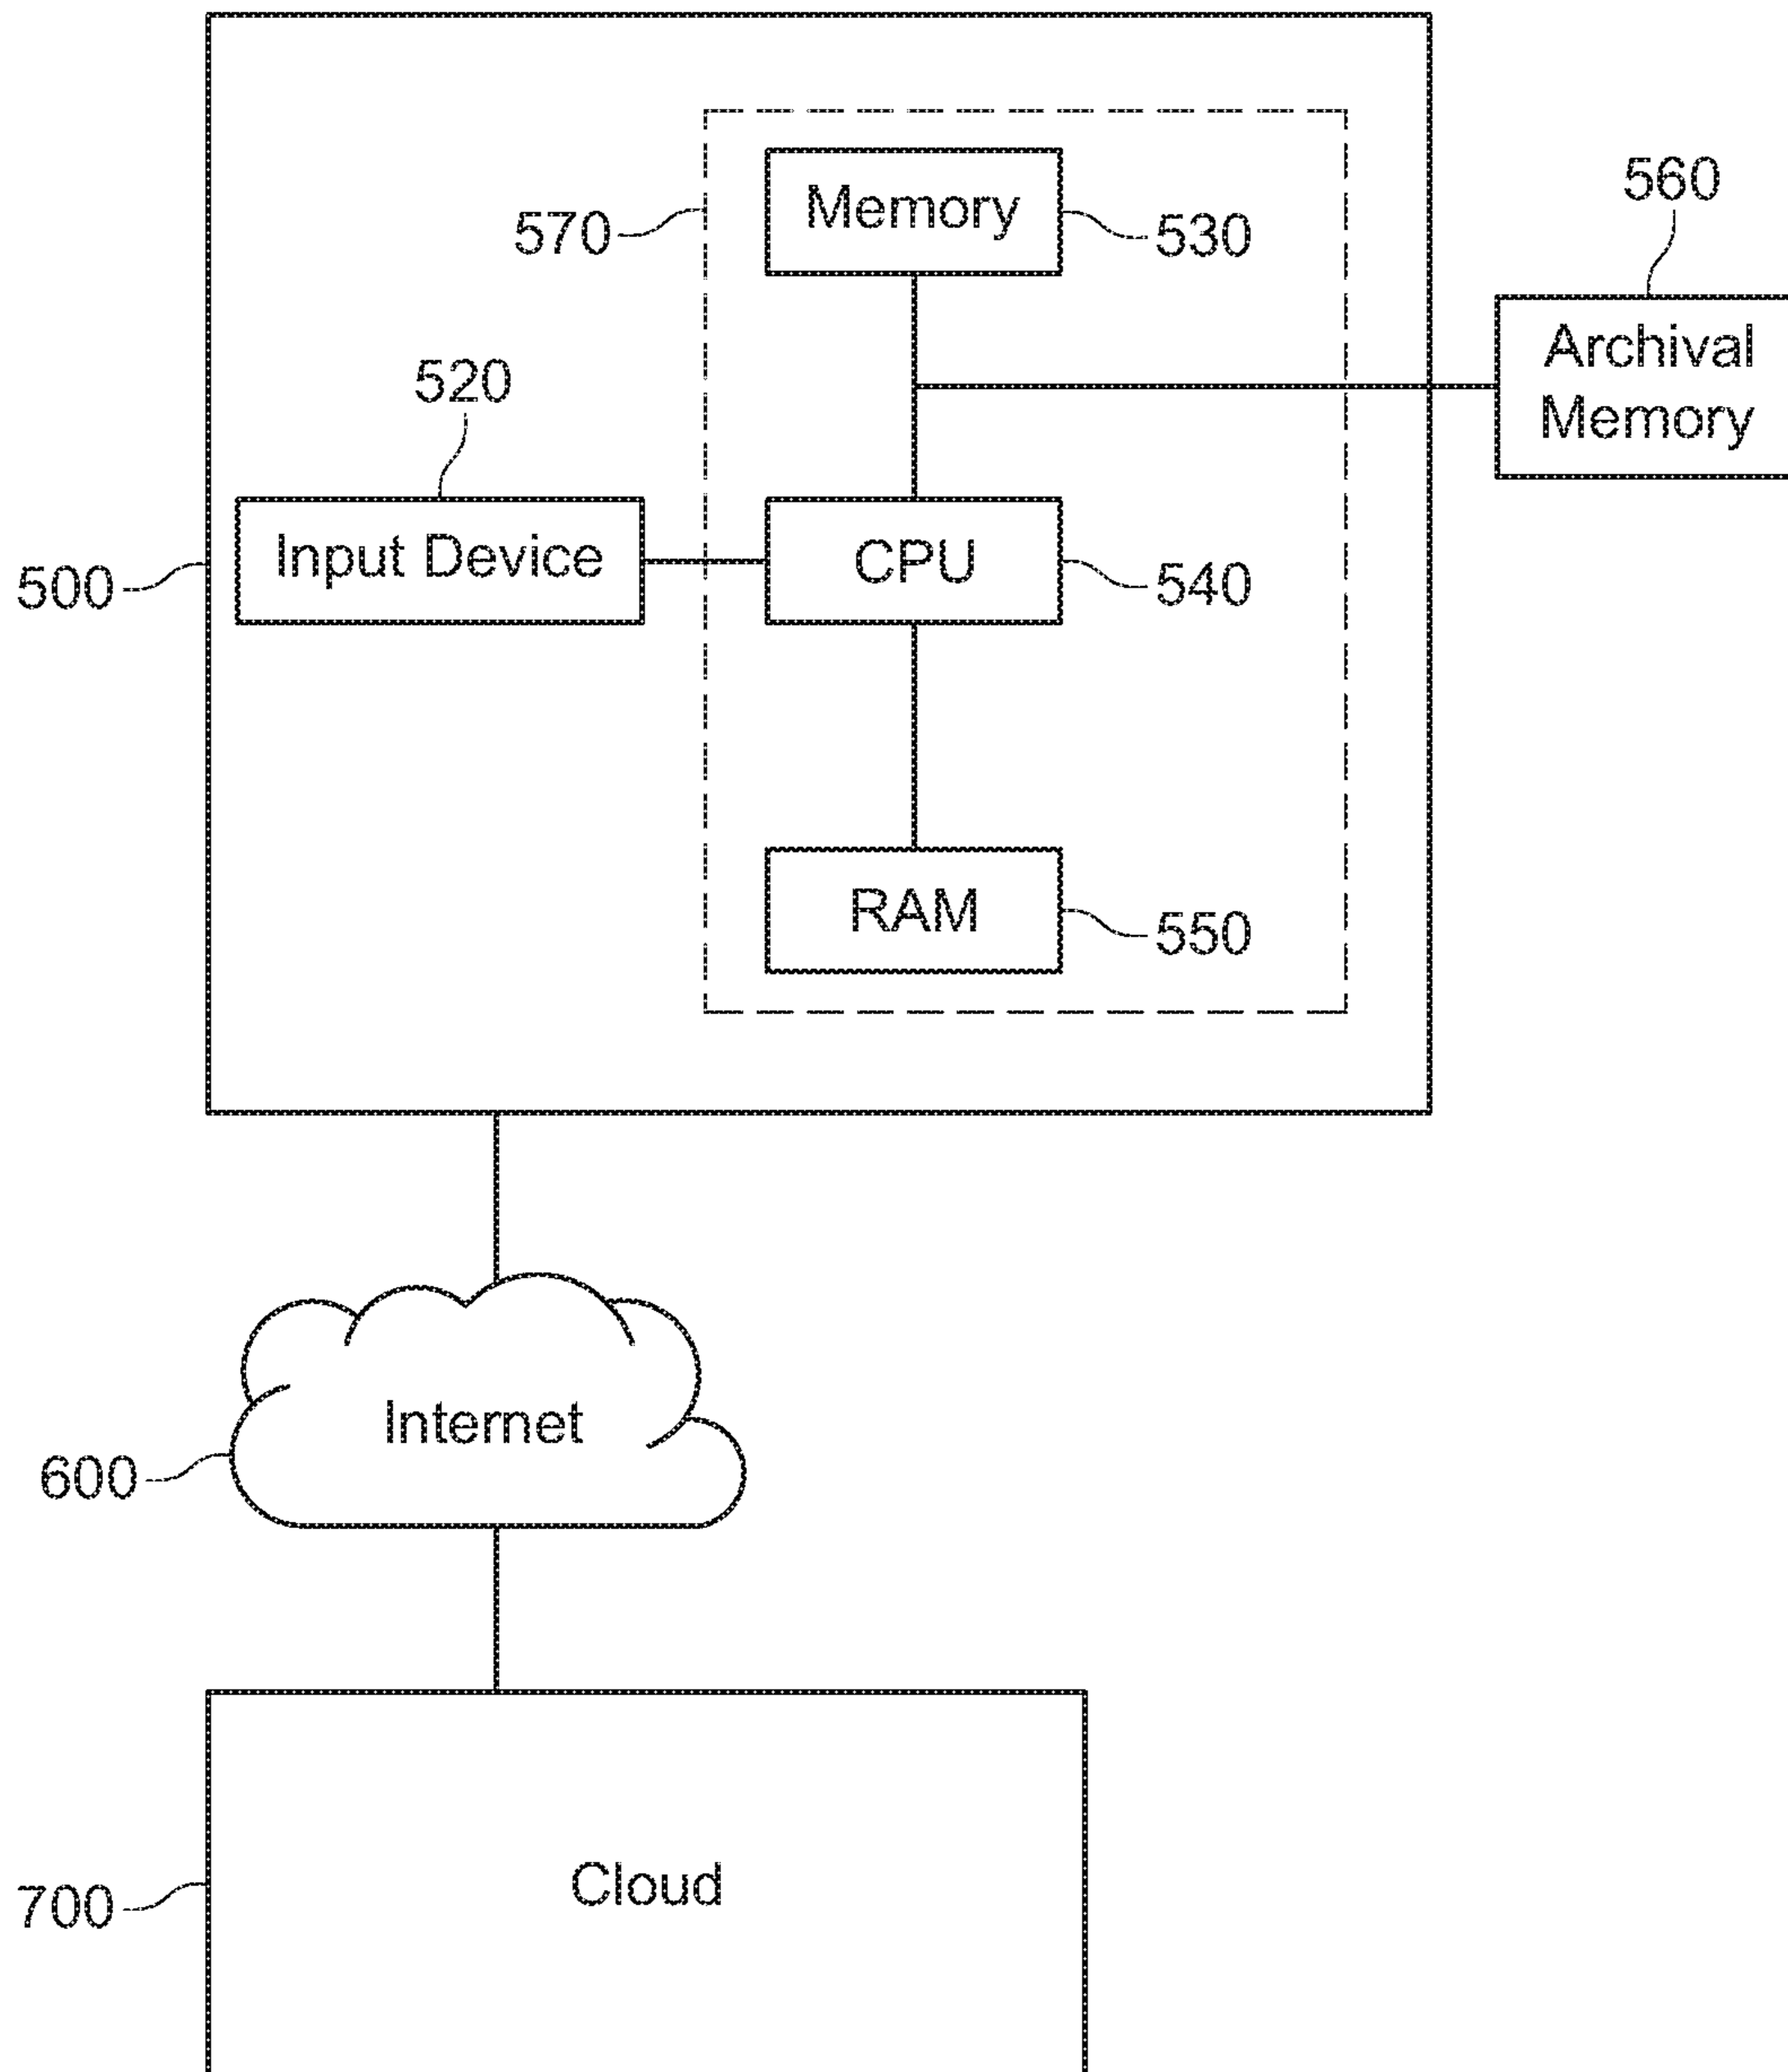 560
Memory
570
530
Archival
Memory
520
Input Device
CPU
500
540
RAM
550
Internet
600
Cloud
700